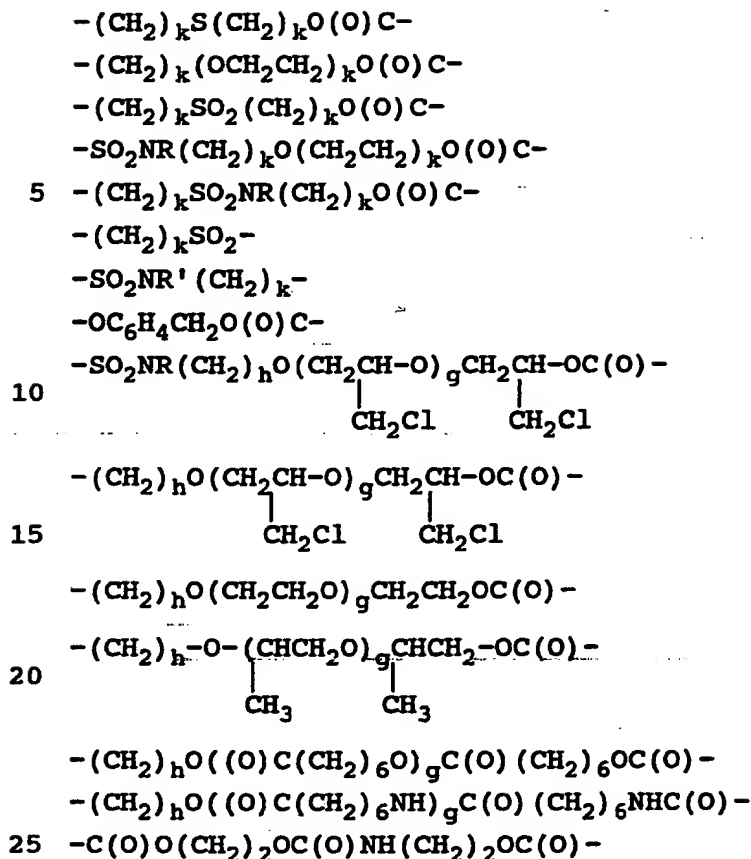 -(CH2)kS(CH2)kO(O)C-
-(CH2)k(OCH2CH2)kO(O)C-
-(CH2)kSO2(CH2)kO(O)C-
-SO2NR(CH2)kO(CH2CH2)kO(O)C-
5 -(CH2)kSO2NR(CH2)kO(O)C-
-(CH2)kSO2-
-SO2NR'(CH2)k-
-OC6H4CH2O(O)C-
-SO2NR(CH2)hO(CH2CH-O)gCH2CH-OC(O)-
10
CH2Cl CH2Cl
-(CH2)hO(CH2CH-O)gCH2CH-OC(O)-
15 CH2Cl CH2Cl
-(CH2)hO(CH2CH2O)gCH2CH2OC(O)-
-(CH2)h-O-(CHCH2O)gCHCH2-OC(O)-
20
CH3 CH3
-(CH2)hO((O)C(CH2)6O)gC(O)(CH2)6OC(O)-
-(CH2)hO((O)C(CH2)6NH)gC(O)(CH2)6NHC(O)-
25 -C(O)O(CH2)2OC(O)NH(CH2)2OC(O)-